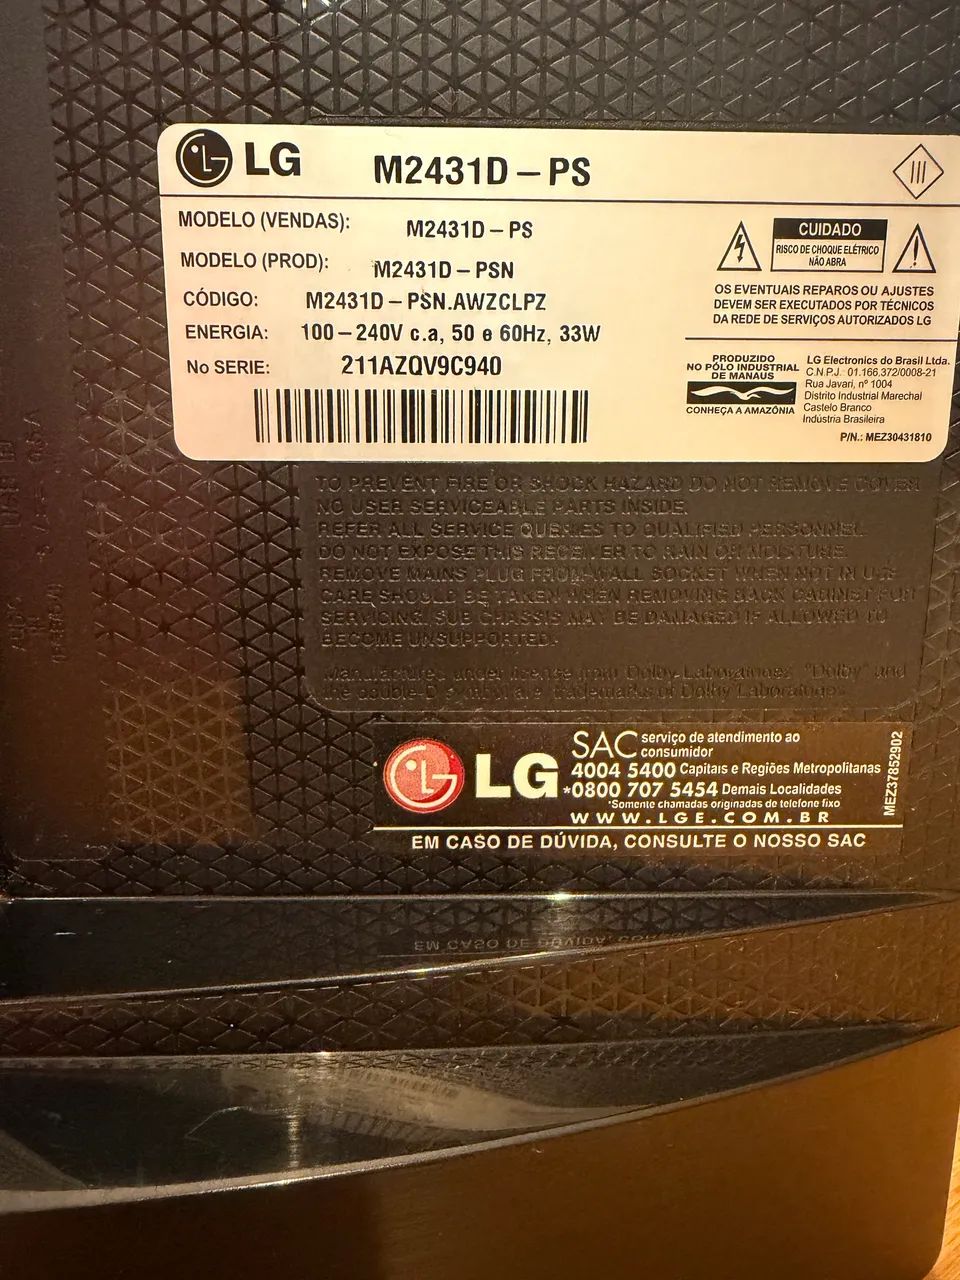 LG M2431D – PS
MODELO (VENDAS): M2431D – PS
MODELO (PROD): M2431D – PSN
CÓDIGO: M2431D – PSN.AWZCLPZ
ENERGIA: 100 – 240V c.a, 50 e 60Hz, 33W
No SERIE: 211AZQV9C940
CUIDADO
RISCO DE CHOQUE ELÉTRICO
NÃO ABRA
OS EVENTUAIS REPAROS OU AJUSTES
DEVEM SER EXECUTADOS POR TÉCNICOS
DA REDE DE SERVIÇOS AUTORIZADOS LG
PRODUZIDO
NO PÓLO INDUSTRIAL
DE MANAUS
CONHEÇA A AMAZÔNIA
LG Electronics do Brasil Ltda.
C.N.P.J.: 01.166.372/0008-21
Rua Javari, nº 1004
Distrito Industrial Marechal
Castelo Branco
Indústria Brasileira
P/N.: MEZ30431810
TO PREVENT FIRE OR SHOCK HAZARD DO NOT REMOVE COVER
NO USER SERVICEABLE PARTS INSIDE.
REFER ALL SERVICE QUERIES TO QUALIFIED PERSONNEL.
DO NOT EXPOSE THIS RECEIVER TO RAIN OR MOISTURE.
REMOVE MAINS PLUG FROM WALL SOCKET WHEN NOT IN USE
CARE SHOULD BE TAKEN WHEN REMOVING BACK CABINET FOR
SERVICING. SUB CHASSIS MAY BE DAMAGED IF ALLOWED TO
BECOME UNSUPPORTED.
Manufactured under license from Dolby Laboratories. "Dolby" and
the double-D symbol are trademarks of Dolby Laboratories.
LG
SAC serviço de atendimento ao
consumidor
4004 5400 Capitais e Regiões Metropolitanas
*0800 707 5454 Demais Localidades
*Somente chamadas originadas de telefone fixo
WWW.LGE.COM.BR
MEZ37852902
EM CASO DE DÚVIDA, CONSULTE O NOSSO SAC